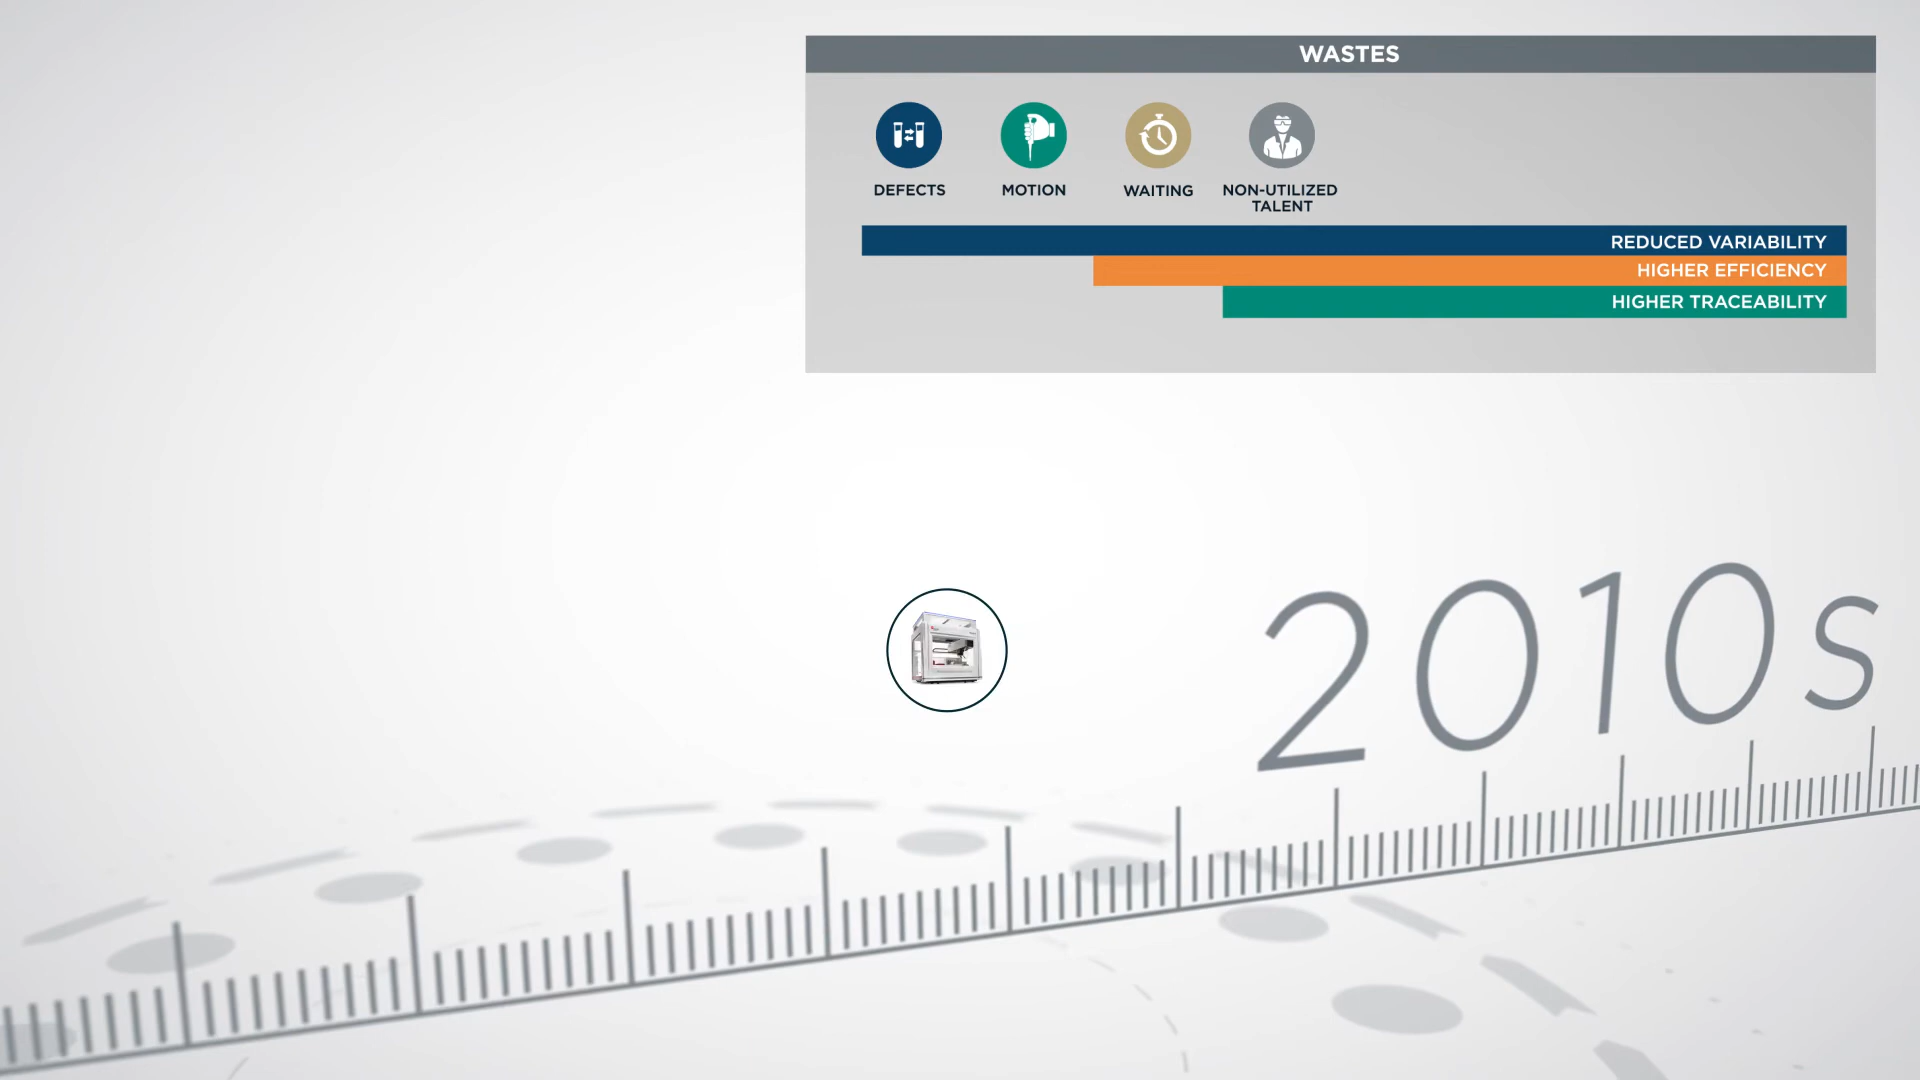 WASTES
DEFECTS
MOTION
WAITING
NON-UTILIZED
TALENT
REDUCED VARIABILITY
HIGHER EFFICIENCY
HIGHER TRACEABILITY
2010s